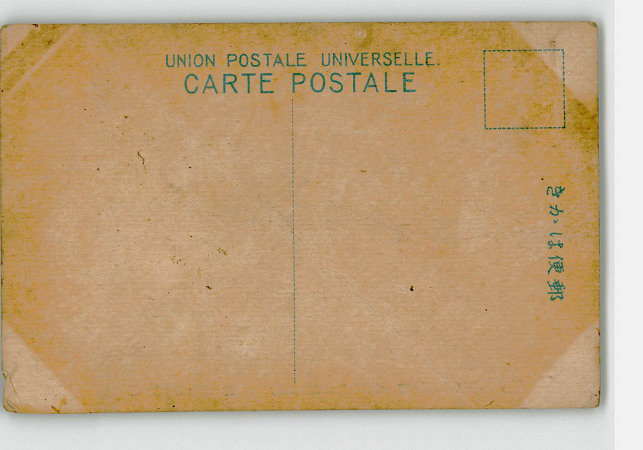 UNION POSTALE UNIVERSELLE.
CARTE POSTALE
郵便はかき